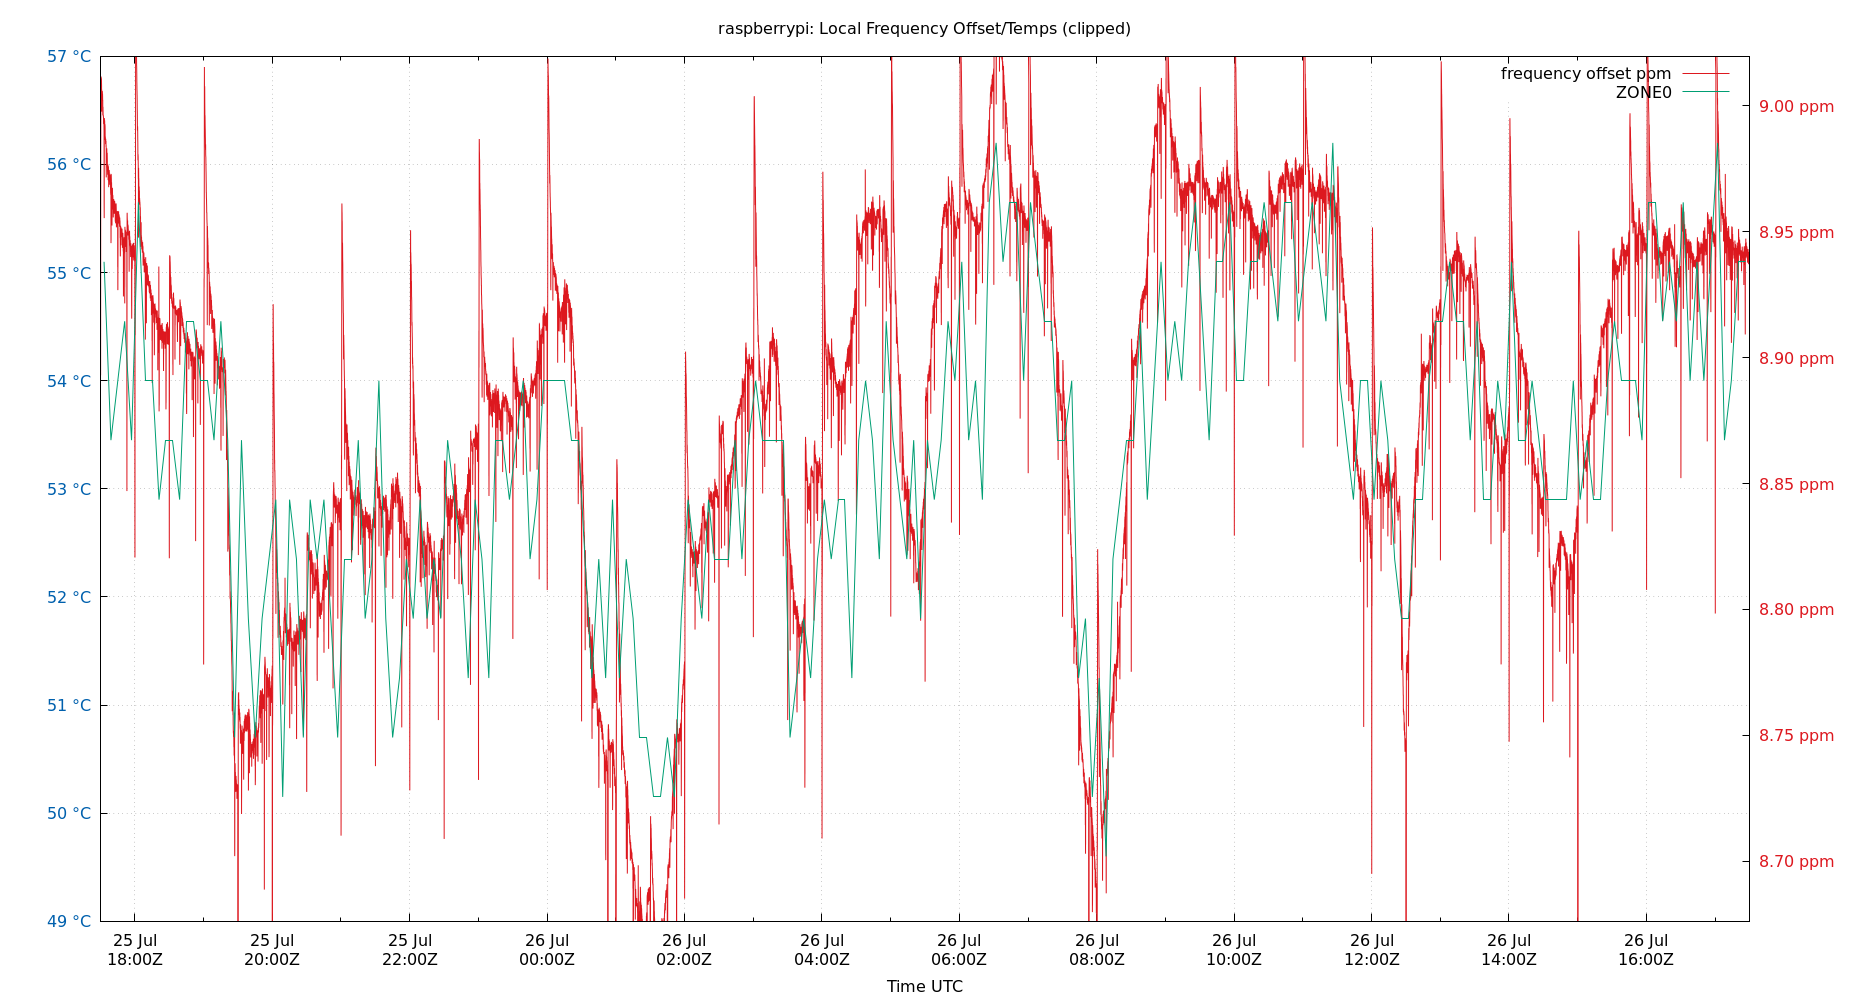 raspberrypi: Local Frequency Offset/Temps (clipped)
57 °C
56 °C
55 °C
54 °C
53 °C
52 °C
51 °C
50 °C
49 °C
frequency offset ppm
ZONE0
9.00 ppm
8.95 ppm
8.90 ppm
8.85 ppm
8.80 ppm
8.75 ppm
8.70 ppm
25 Jul 25 Jul 25 Jul 26 Jul 26 Jul 26 Jul 26 Jul 26 Jul 26 Jul 26 Jul 26 Jul 26 Jul
18:00Z 20:00Z 22:00Z 00:00Z 02:00Z 04:00Z 06:00Z 08:00Z 10:00Z 12:00Z 14:00Z 16:00Z
Time UTC